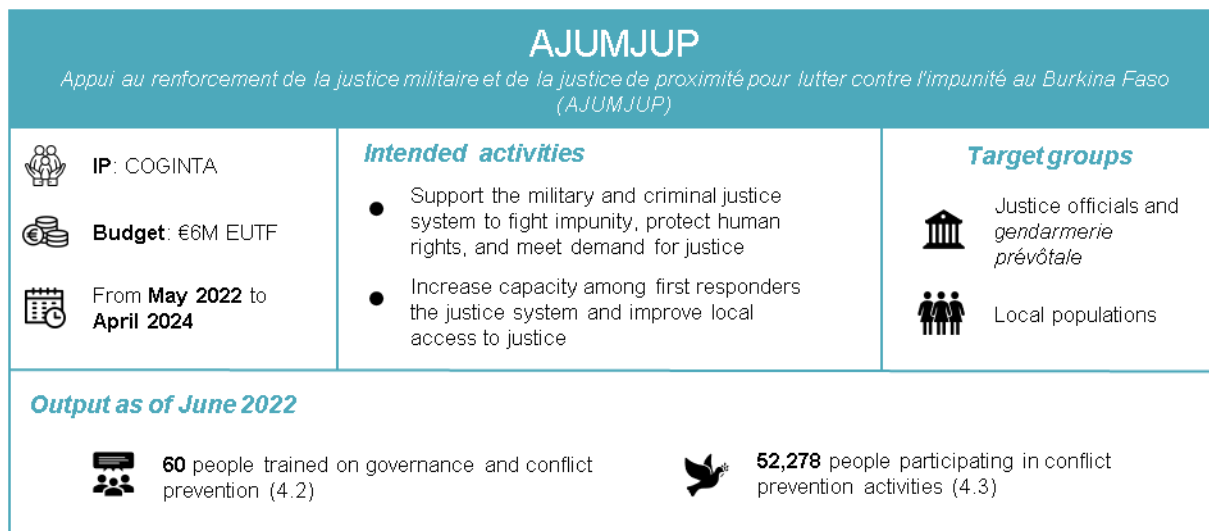 AJUMJUP
Appui au renforcement de la justice militaire et de la justice de proximité pour lutter contre l'impunité au Burkina Faso
(AJUMJUP)
IP: COGINTA
Budget: €6M EUTF
From May 2022 to
April 2024
Intended activities
● Support the military and criminal justice
system to fight impunity, protect human
rights, and meet demand for justice
● Increase capacity among first responders
the justice system and improve local
access to justice
Target groups
Justice officials and
gendarmerie
prévôtale
Local populations
Output as of June 2022
60 people trained on governance and conflict
prevention (4.2)
52,278 people participating in conflict
prevention activities (4.3)